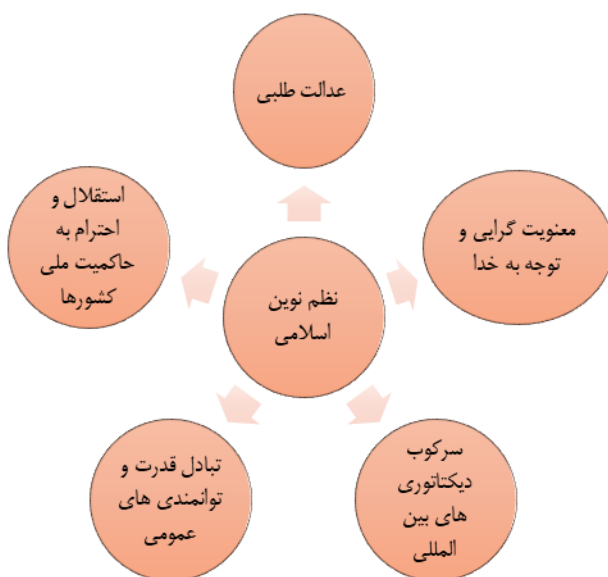 عدالت طلبی
معنویت گرایی و
توجه به خدا
استقلال و
احترام به
حاکمیت ملی
کشورها
نظم نوین
اسلامی
سرکوب
دیکتاتوری
های بین
المللی
تبادل قدرت و
توانمندی های
عمومی